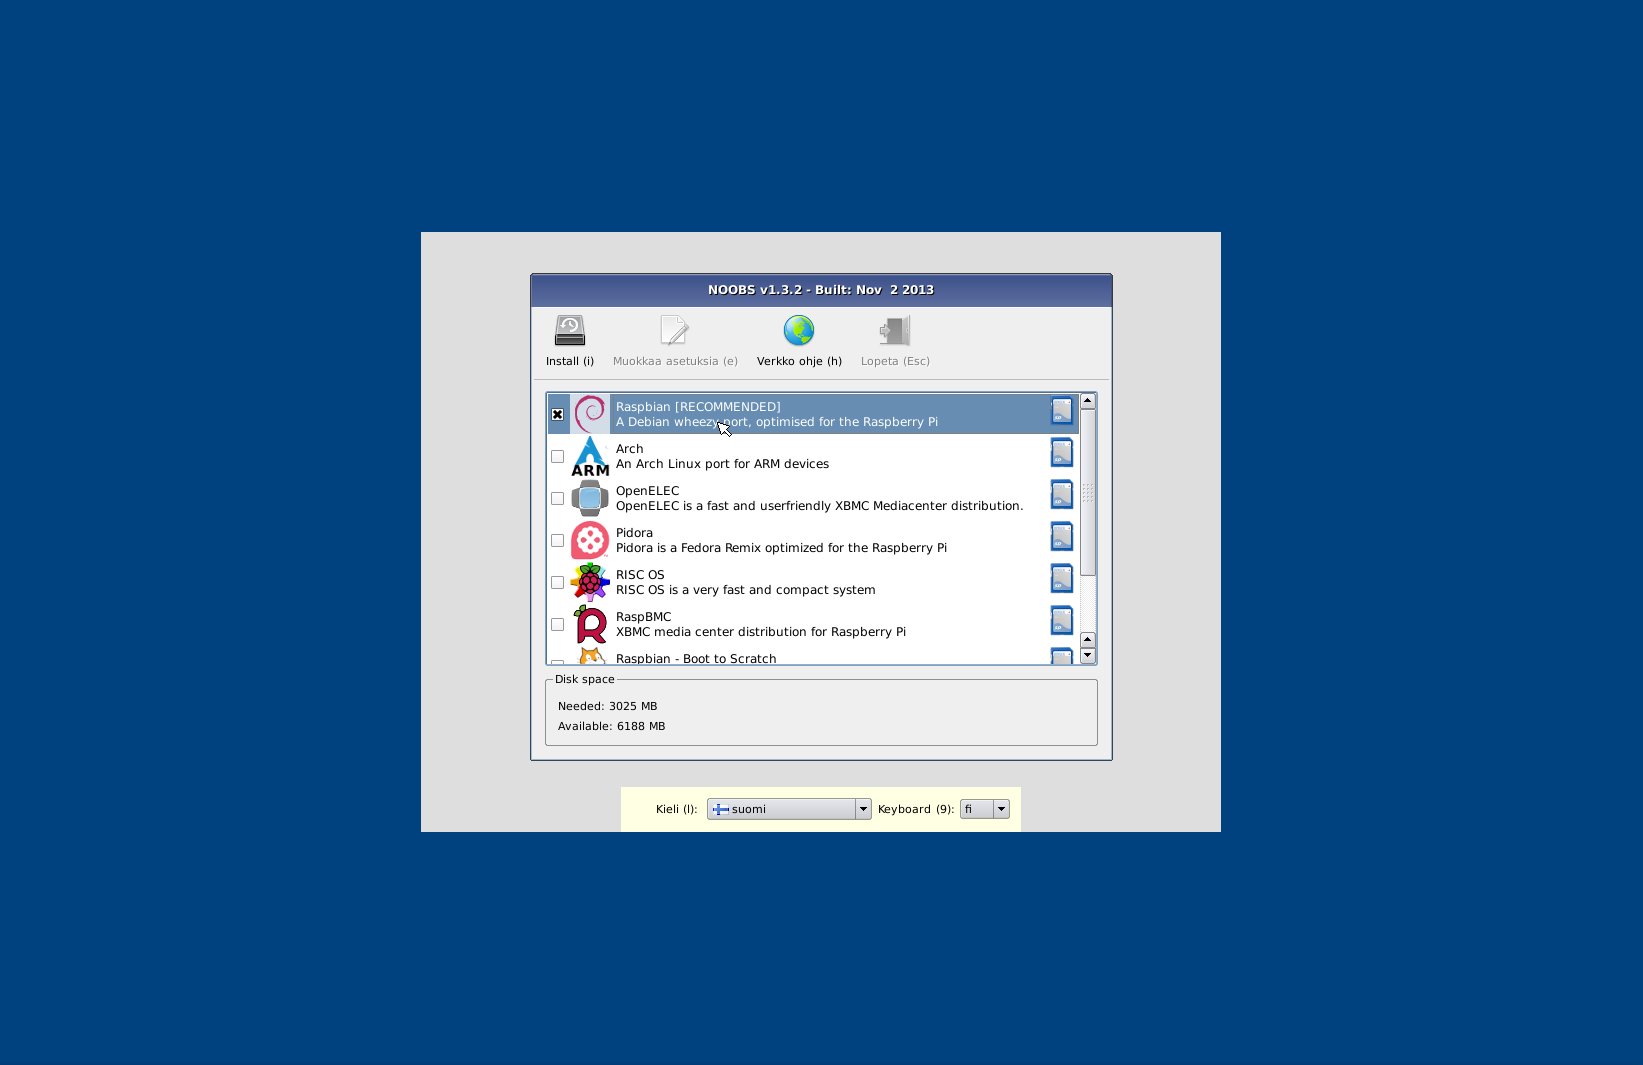 NOOBS v1.3.2 - Built: Nov  2 2013
Install (i)
Muokkaa asetuksia (e)
Verkko ohje (h)
Lopeta (Esc)
Raspbian [RECOMMENDED]
A Debian wheezy port, optimised for the Raspberry Pi
Arch
An Arch Linux port for ARM devices
ARM
OpenELEC
OpenELEC is a fast and userfriendly XBMC Mediacenter distribution.
Pidora
Pidora is a Fedora Remix optimized for the Raspberry Pi
RISC OS
RISC OS is a very fast and compact system
RaspBMC
XBMC media center distribution for Raspberry Pi
Raspbian - Boot to Scratch
Disk space
Needed: 3025 MB
Available: 6188 MB
Kieli (l): suomi Keyboard (9): fi